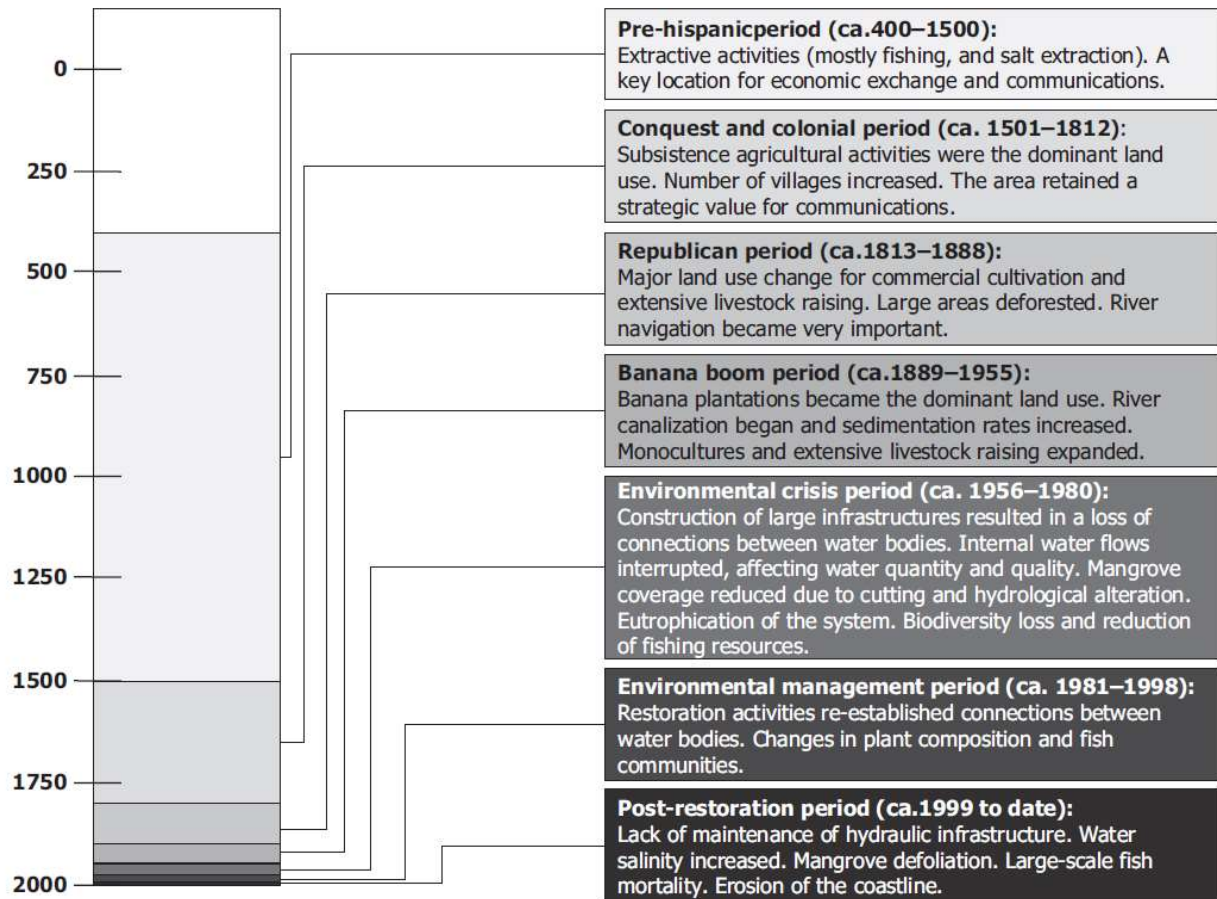 0
250
500
750
1000
1250
1500
1750
2000
Pre-hispanicperiod (ca.400–1500):
Extractive activities (mostly fishing, and salt extraction). A
key location for economic exchange and communications.
Conquest and colonial period (ca. 1501–1812):
Subsistence agricultural activities were the dominant land
use. Number of villages increased. The area retained a
strategic value for communications.
Republican period (ca.1813–1888):
Major land use change for commercial cultivation and
extensive livestock raising. Large areas deforested. River
navigation became very important.
Banana boom period (ca.1889–1955):
Banana plantations became the dominant land use. River
canalization began and sedimentation rates increased.
Monocultures and extensive livestock raising expanded.
Environmental crisis period (ca. 1956–1980):
Construction of large infrastructures resulted in a loss of
connections between water bodies. Internal water flows
interrupted, affecting water quantity and quality. Mangrove
coverage reduced due to cutting and hydrological alteration.
Eutrophication of the system. Biodiversity loss and reduction
of fishing resources.
Environmental management period (ca. 1981–1998):
Restoration activities re-established connections between
water bodies. Changes in plant composition and fish
communities.
Post-restoration period (ca.1999 to date):
Lack of maintenance of hydraulic infrastructure. Water
salinity increased. Mangrove defoliation. Large-scale fish
mortality. Erosion of the coastline.